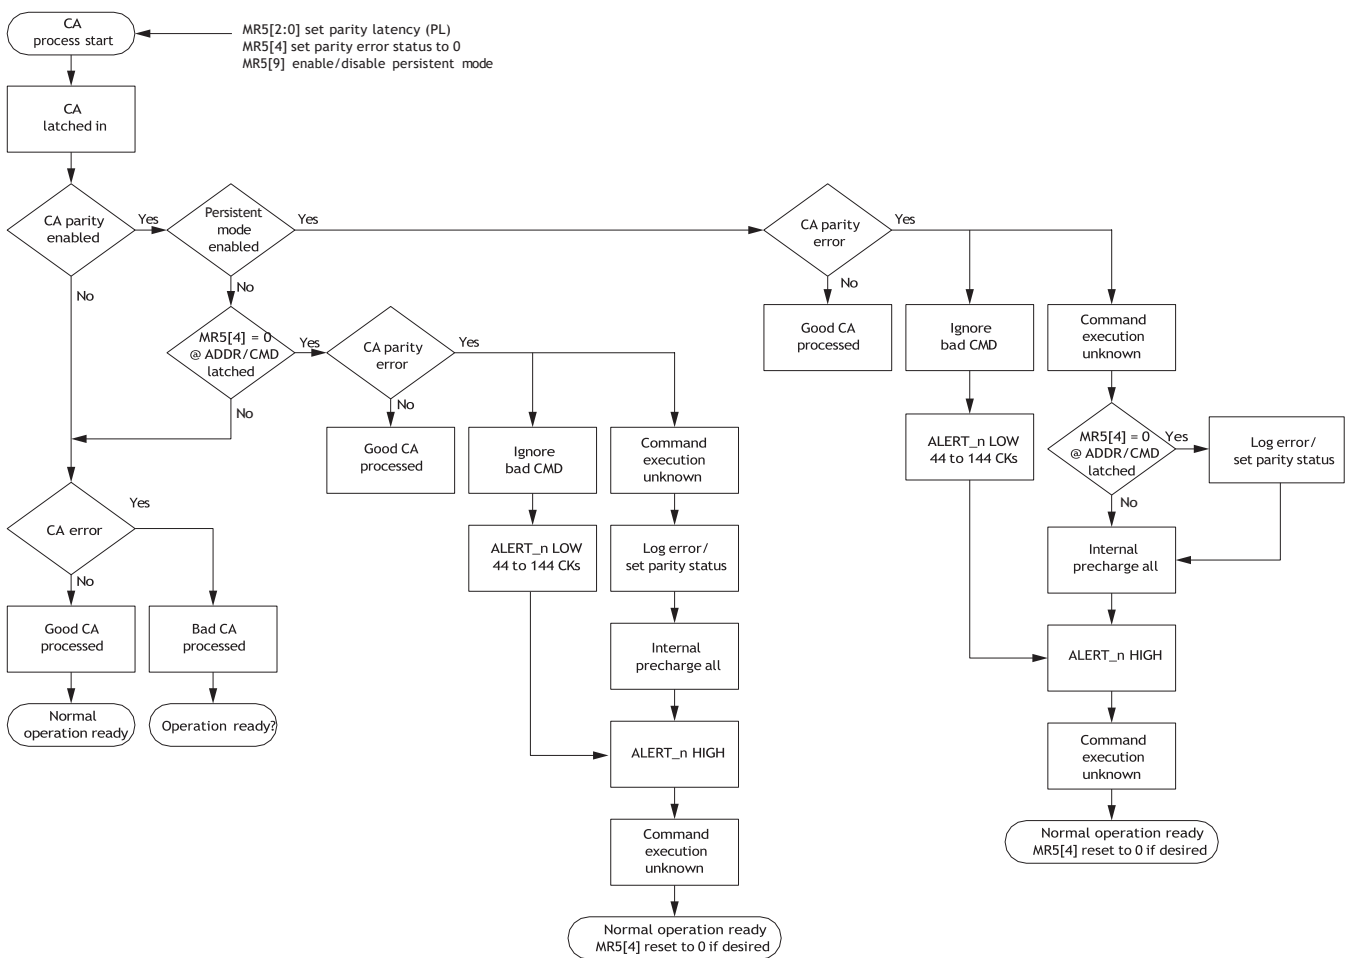 CA
process start
MR5[2:0] set parity latency (PL)
MR5[4] set parity error status to 0
MR5[9] enable/disable persistent mode
CA
latched in
CA parity
enabled
Yes
Persistent
mode
enabled
Yes
CA parity
error
Yes
No
No
No
MR5[4] = 0
@ ADDR/CMD
latched
Yes
CA parity
error
Yes
Good CA
processed
Ignore
bad CMD
Command
execution
unknown
No
No
Good CA
processed
Ignore
bad CMD
Command
execution
unknown
ALERT_n LOW
44 to 144 CKs
MR5[4] = 0
@ ADDR/CMD
latched
Yes
Log error/
set parity status
No
CA error
Yes
No
ALERT_n LOW
44 to 144 CKs
Log error/
set parity status
Internal
precharge all
Good CA
processed
Bad CA
processed
Internal
precharge all
ALERT_n HIGH
Normal
operation ready
Operation ready?
ALERT_n HIGH
Command
execution
unknown
Command
execution
unknown
Normal operation ready
MR5[4] reset to 0 if desired
Normal operation ready
MR5[4] reset to 0 if desired